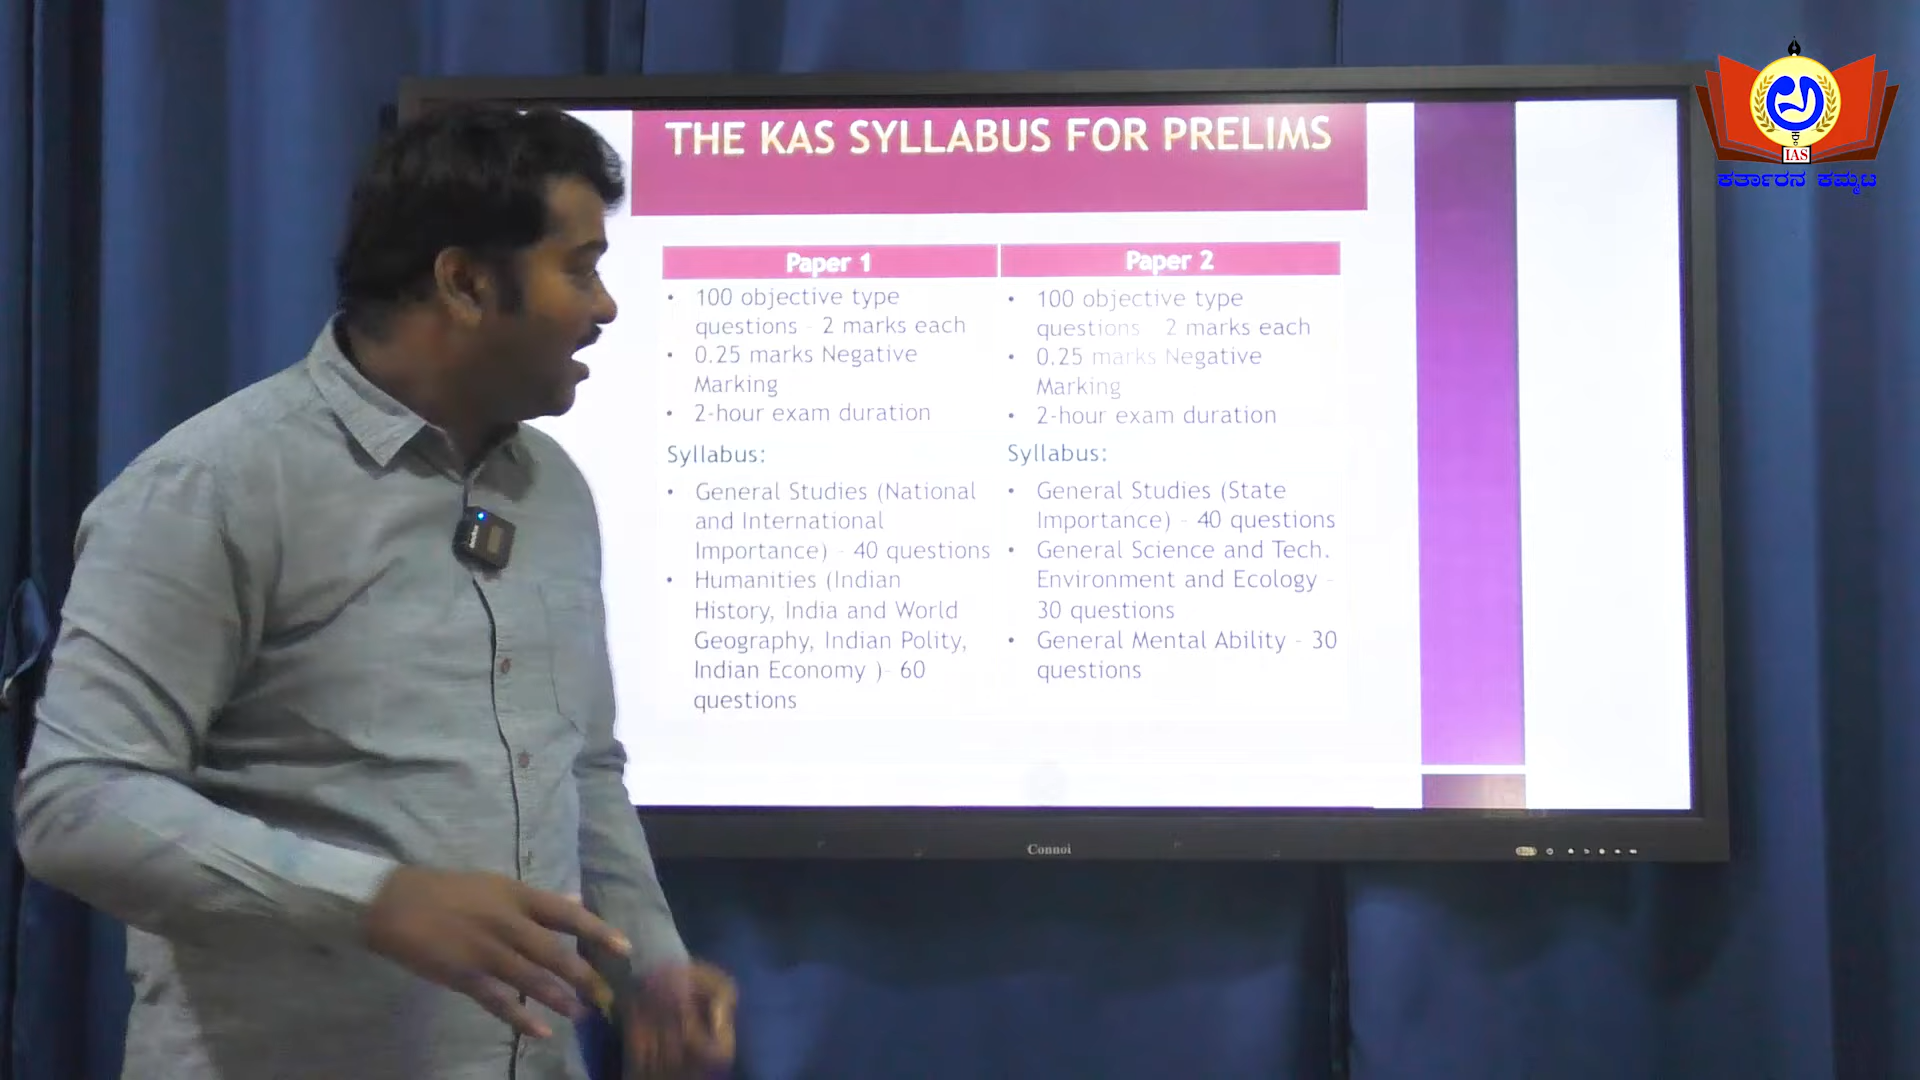 THE KAS SYLLABUS FOR PRELIMS
Paper 1
• 100 objective type
questions - 2 marks each
• 0.25 marks Negative
Marking
• 2-hour exam duration
Syllabus:
• General Studies (National
and International
Importance) - 40 questions
• Humanities (Indian
History, India and World
Geography, Indian Polity,
Indian Economy )- 60
questions
Paper 2
• 100 objective type
questions - 2 marks each
• 0.25 marks Negative
Marking
• 2-hour exam duration
Syllabus:
• General Studies (State
Importance) - 40 questions
• General Science and Tech.
Environment and Ecology -
30 questions
• General Mental Ability - 30
questions
Connoi
IAS
ಕರ್ತಾರನ ಕಮ್ಮಟ